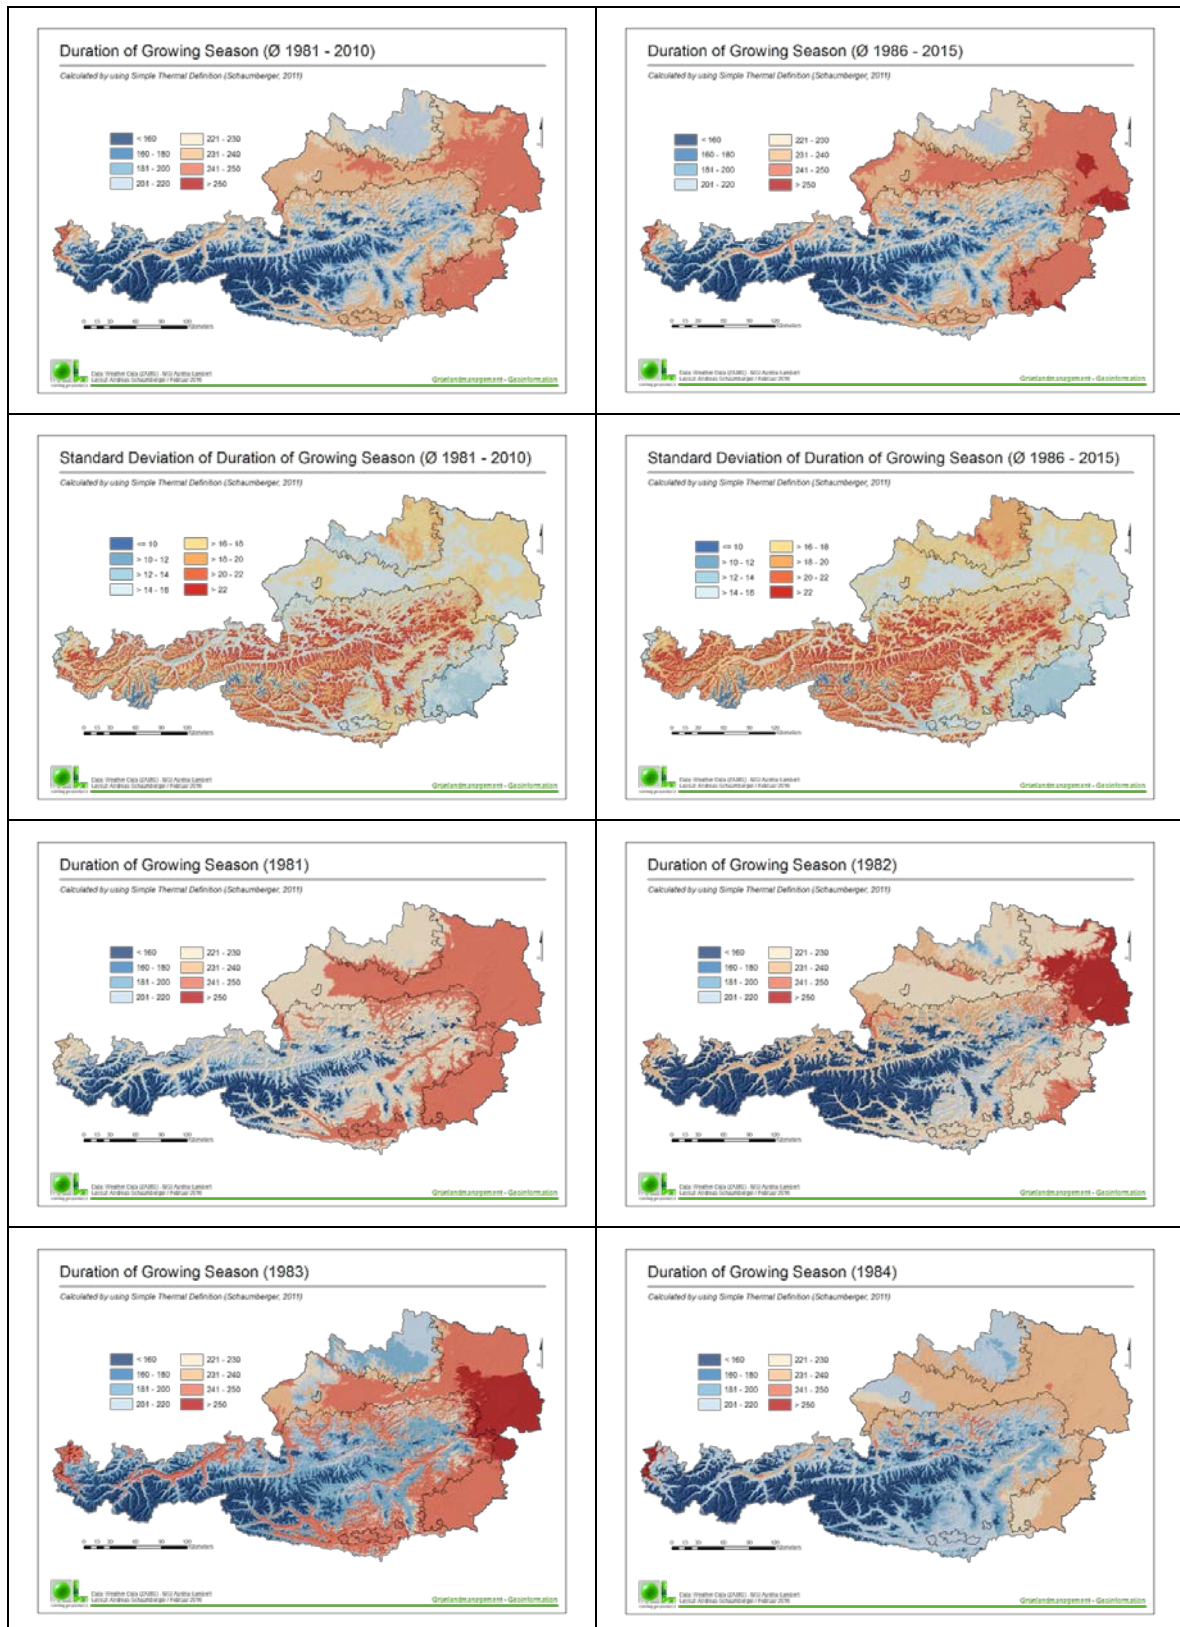 Duration of Growing Season (Ø 1981 - 2010)
Calculated by using Simple Thermal Definition (Schaumberger, 2011)
< 160 221 - 230
160 - 180 231 - 240
181 - 200 241 - 250
201 - 220 > 250
Kilometers
Grünlandmanagement - Geoinformation
Duration of Growing Season (Ø 1986 - 2015)
Calculated by using Simple Thermal Definition (Schaumberger, 2011)
< 160 221 - 230
160 - 180 231 - 240
181 - 200 241 - 250
201 - 220 > 250
Kilometers
Grünlandmanagement - Geoinformation
Standard Deviation of Duration of Growing Season (Ø 1981 - 2010)
Calculated by using Simple Thermal Definition (Schaumberger, 2011)
<= 10 > 16 - 18
> 10 - 12 > 18 - 20
> 12 - 14 > 20 - 22
> 14 - 16 > 22
Kilometers
Grünlandmanagement - Geoinformation
Standard Deviation of Duration of Growing Season (Ø 1986 - 2015)
Calculated by using Simple Thermal Definition (Schaumberger, 2011)
<= 10 > 16 - 18
> 10 - 12 > 18 - 20
> 12 - 14 > 20 - 22
> 14 - 16 > 22
Kilometers
Grünlandmanagement - Geoinformation
Duration of Growing Season (1981)
Calculated by using Simple Thermal Definition (Schaumberger, 2011)
< 160 221 - 230
160 - 180 231 - 240
181 - 200 241 - 250
201 - 220 > 250
Kilometers
Grünlandmanagement - Geoinformation
Duration of Growing Season (1982)
Calculated by using Simple Thermal Definition (Schaumberger, 2011)
< 160 221 - 230
160 - 180 231 - 240
181 - 200 241 - 250
201 - 220 > 250
Kilometers
Grünlandmanagement - Geoinformation
Duration of Growing Season (1983)
Calculated by using Simple Thermal Definition (Schaumberger, 2011)
< 160 221 - 230
160 - 180 231 - 240
181 - 200 241 - 250
201 - 220 > 250
Kilometers
Grünlandmanagement - Geoinformation
Duration of Growing Season (1984)
Calculated by using Simple Thermal Definition (Schaumberger, 2011)
< 160 221 - 230
160 - 180 231 - 240
181 - 200 241 - 250
201 - 220 > 250
Kilometers
Grünlandmanagement - Geoinformation